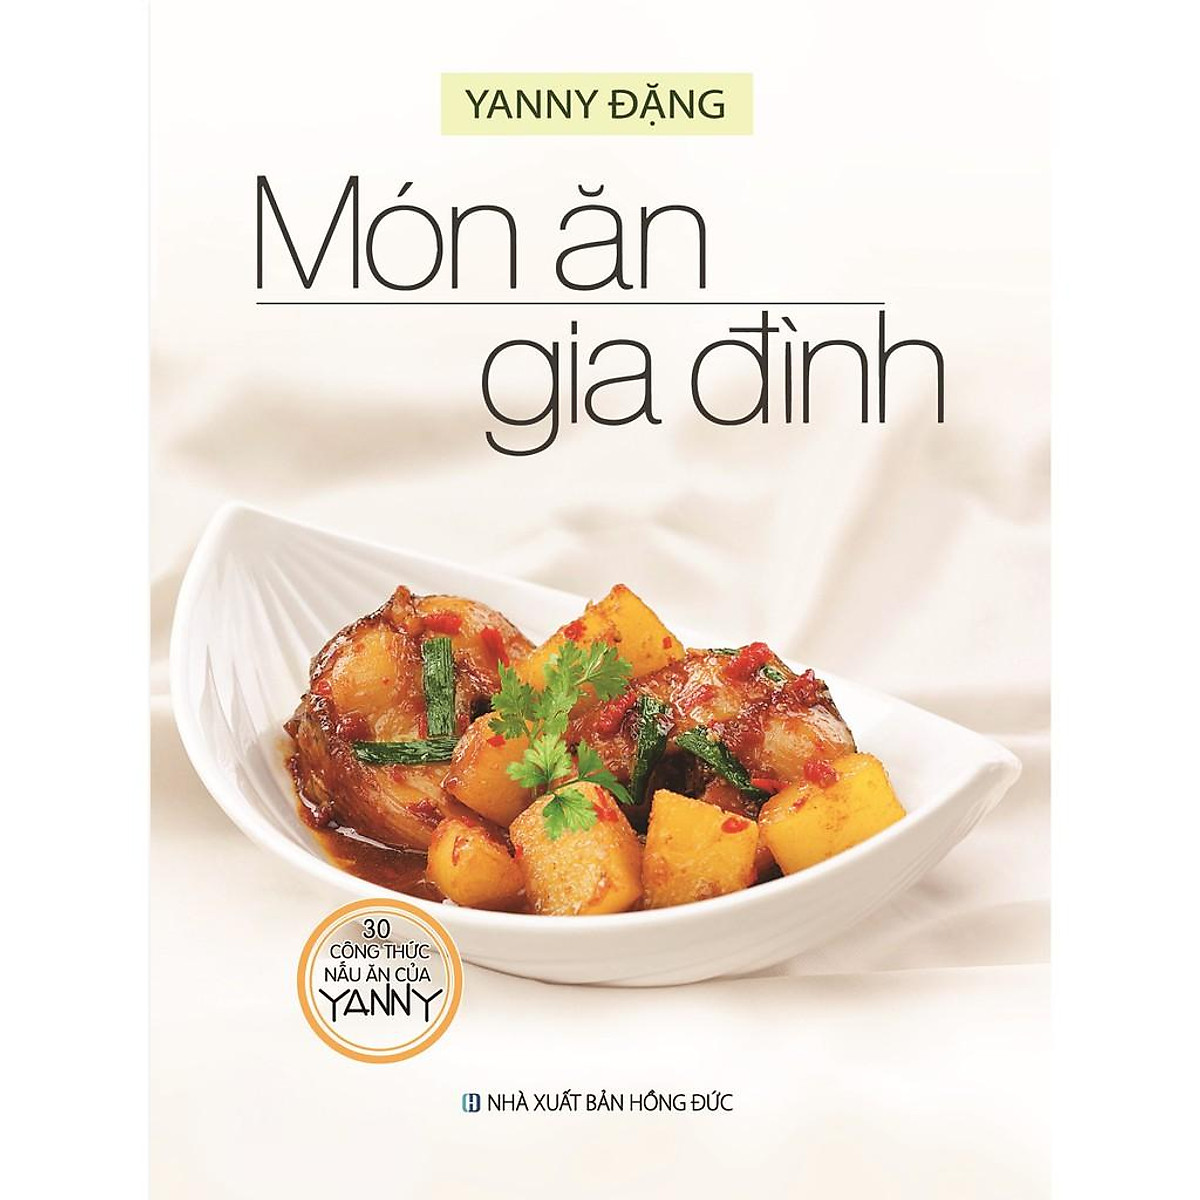 YANNY ĐẶNG
Món ăn
gia đình
30
CÔNG THỨC
NẤU ĂN CỦA
YANNY
NHÀ XUẤT BẢN HỒNG ĐỨC